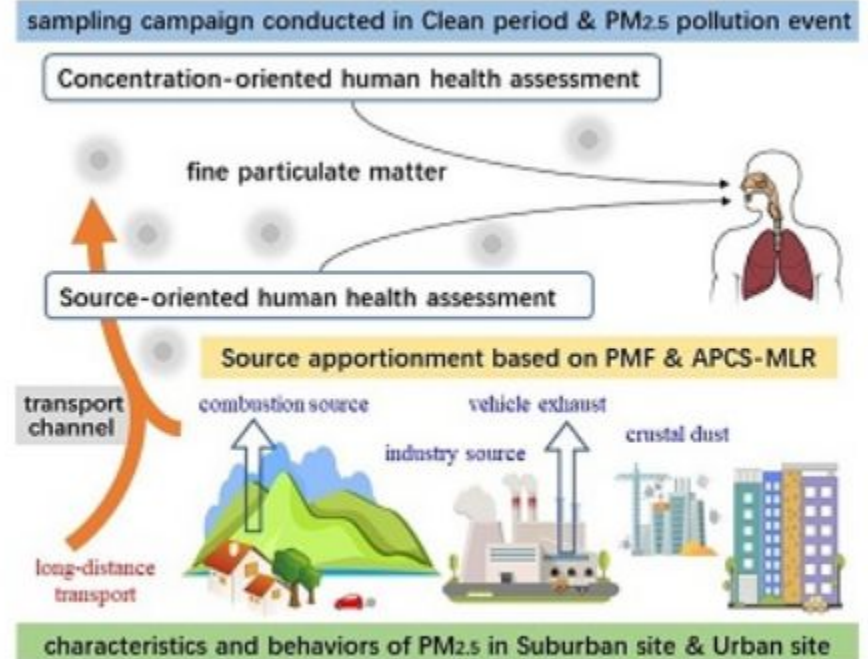 sampling campaign conducted in Clean period & PM2.5 pollution event
Concentration-oriented human health assessment
fine particulate matter
Source-oriented human health assessment
Source apportionment based on PMF & APCS-MLR
transport
channel
combustion source
vehicle exhaust
industry source
crustal dust
long-distance
transport
characteristics and behaviors of PM2.5 in Suburban site & Urban site